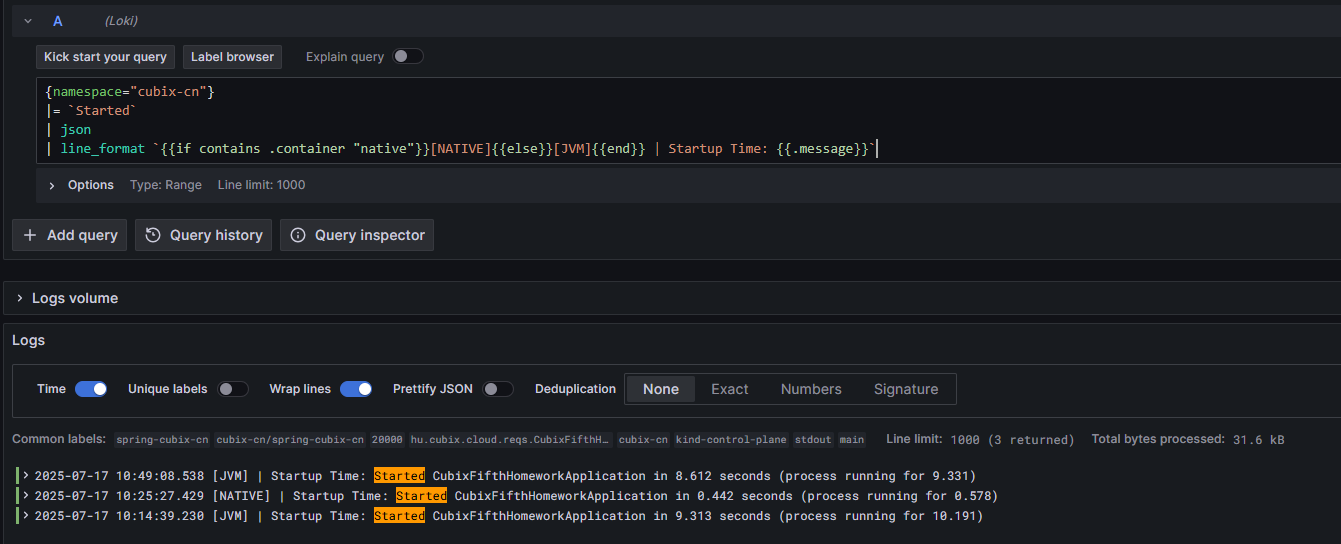 A (Loki)
Kick start your query Label browser Explain query
{namespace="cubix-cn"}
|= `Started`
| json
| line_format `{{if contains .container "native"}}[NATIVE]{{else}}[JVM]{{end}} | Startup Time: {{.message}}`
Options Type: Range Line limit: 1000
+ Add query Query history Query inspector
Logs volume
Logs
Time Unique labels Wrap lines Prettify JSON Deduplication None Exact Numbers Signature
Common labels: spring-cubix-cn cubix-cn/spring-cubix-cn 20000 hu.cubix.cloud.reqs.CubixFifthH… cubix-cn kind-control-plane stdout main Line limit: 1000 (3 returned) Total bytes processed: 31.6 kB
2025-07-17 10:49:08.538 [JVM] | Startup Time: Started CubixFifthHomeworkApplication in 8.612 seconds (process running for 9.331)
2025-07-17 10:25:27.429 [NATIVE] | Startup Time: Started CubixFifthHomeworkApplication in 0.442 seconds (process running for 0.578)
2025-07-17 10:14:39.230 [JVM] | Startup Time: Started CubixFifthHomeworkApplication in 9.313 seconds (process running for 10.191)